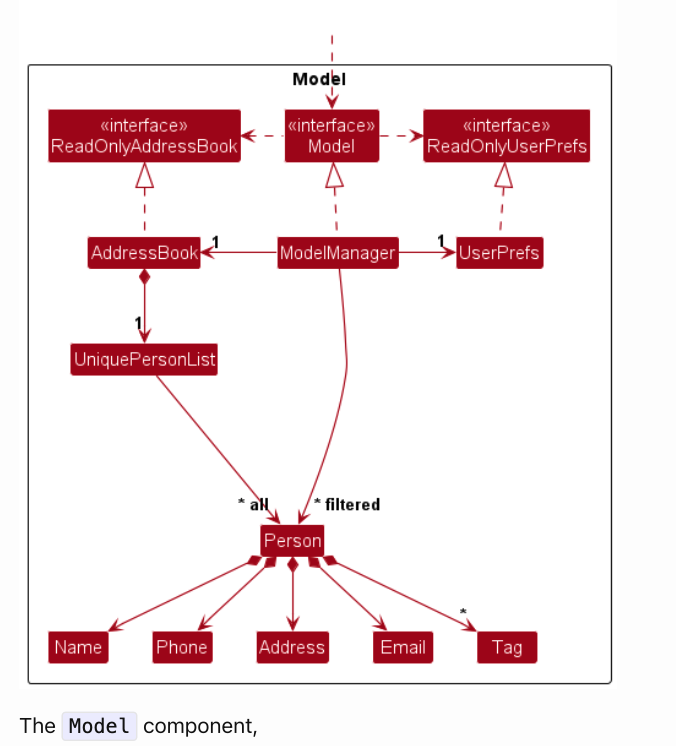 Model
«interface»
ReadOnlyAddressBook
«interface»
Model
«interface»
ReadOnlyUserPrefs
AddressBook
1
ModelManager
1
UserPrefs
1
UniquePersonList
* all
* filtered
Person
*
Name
Phone
Address
Email
Tag
The Model component,